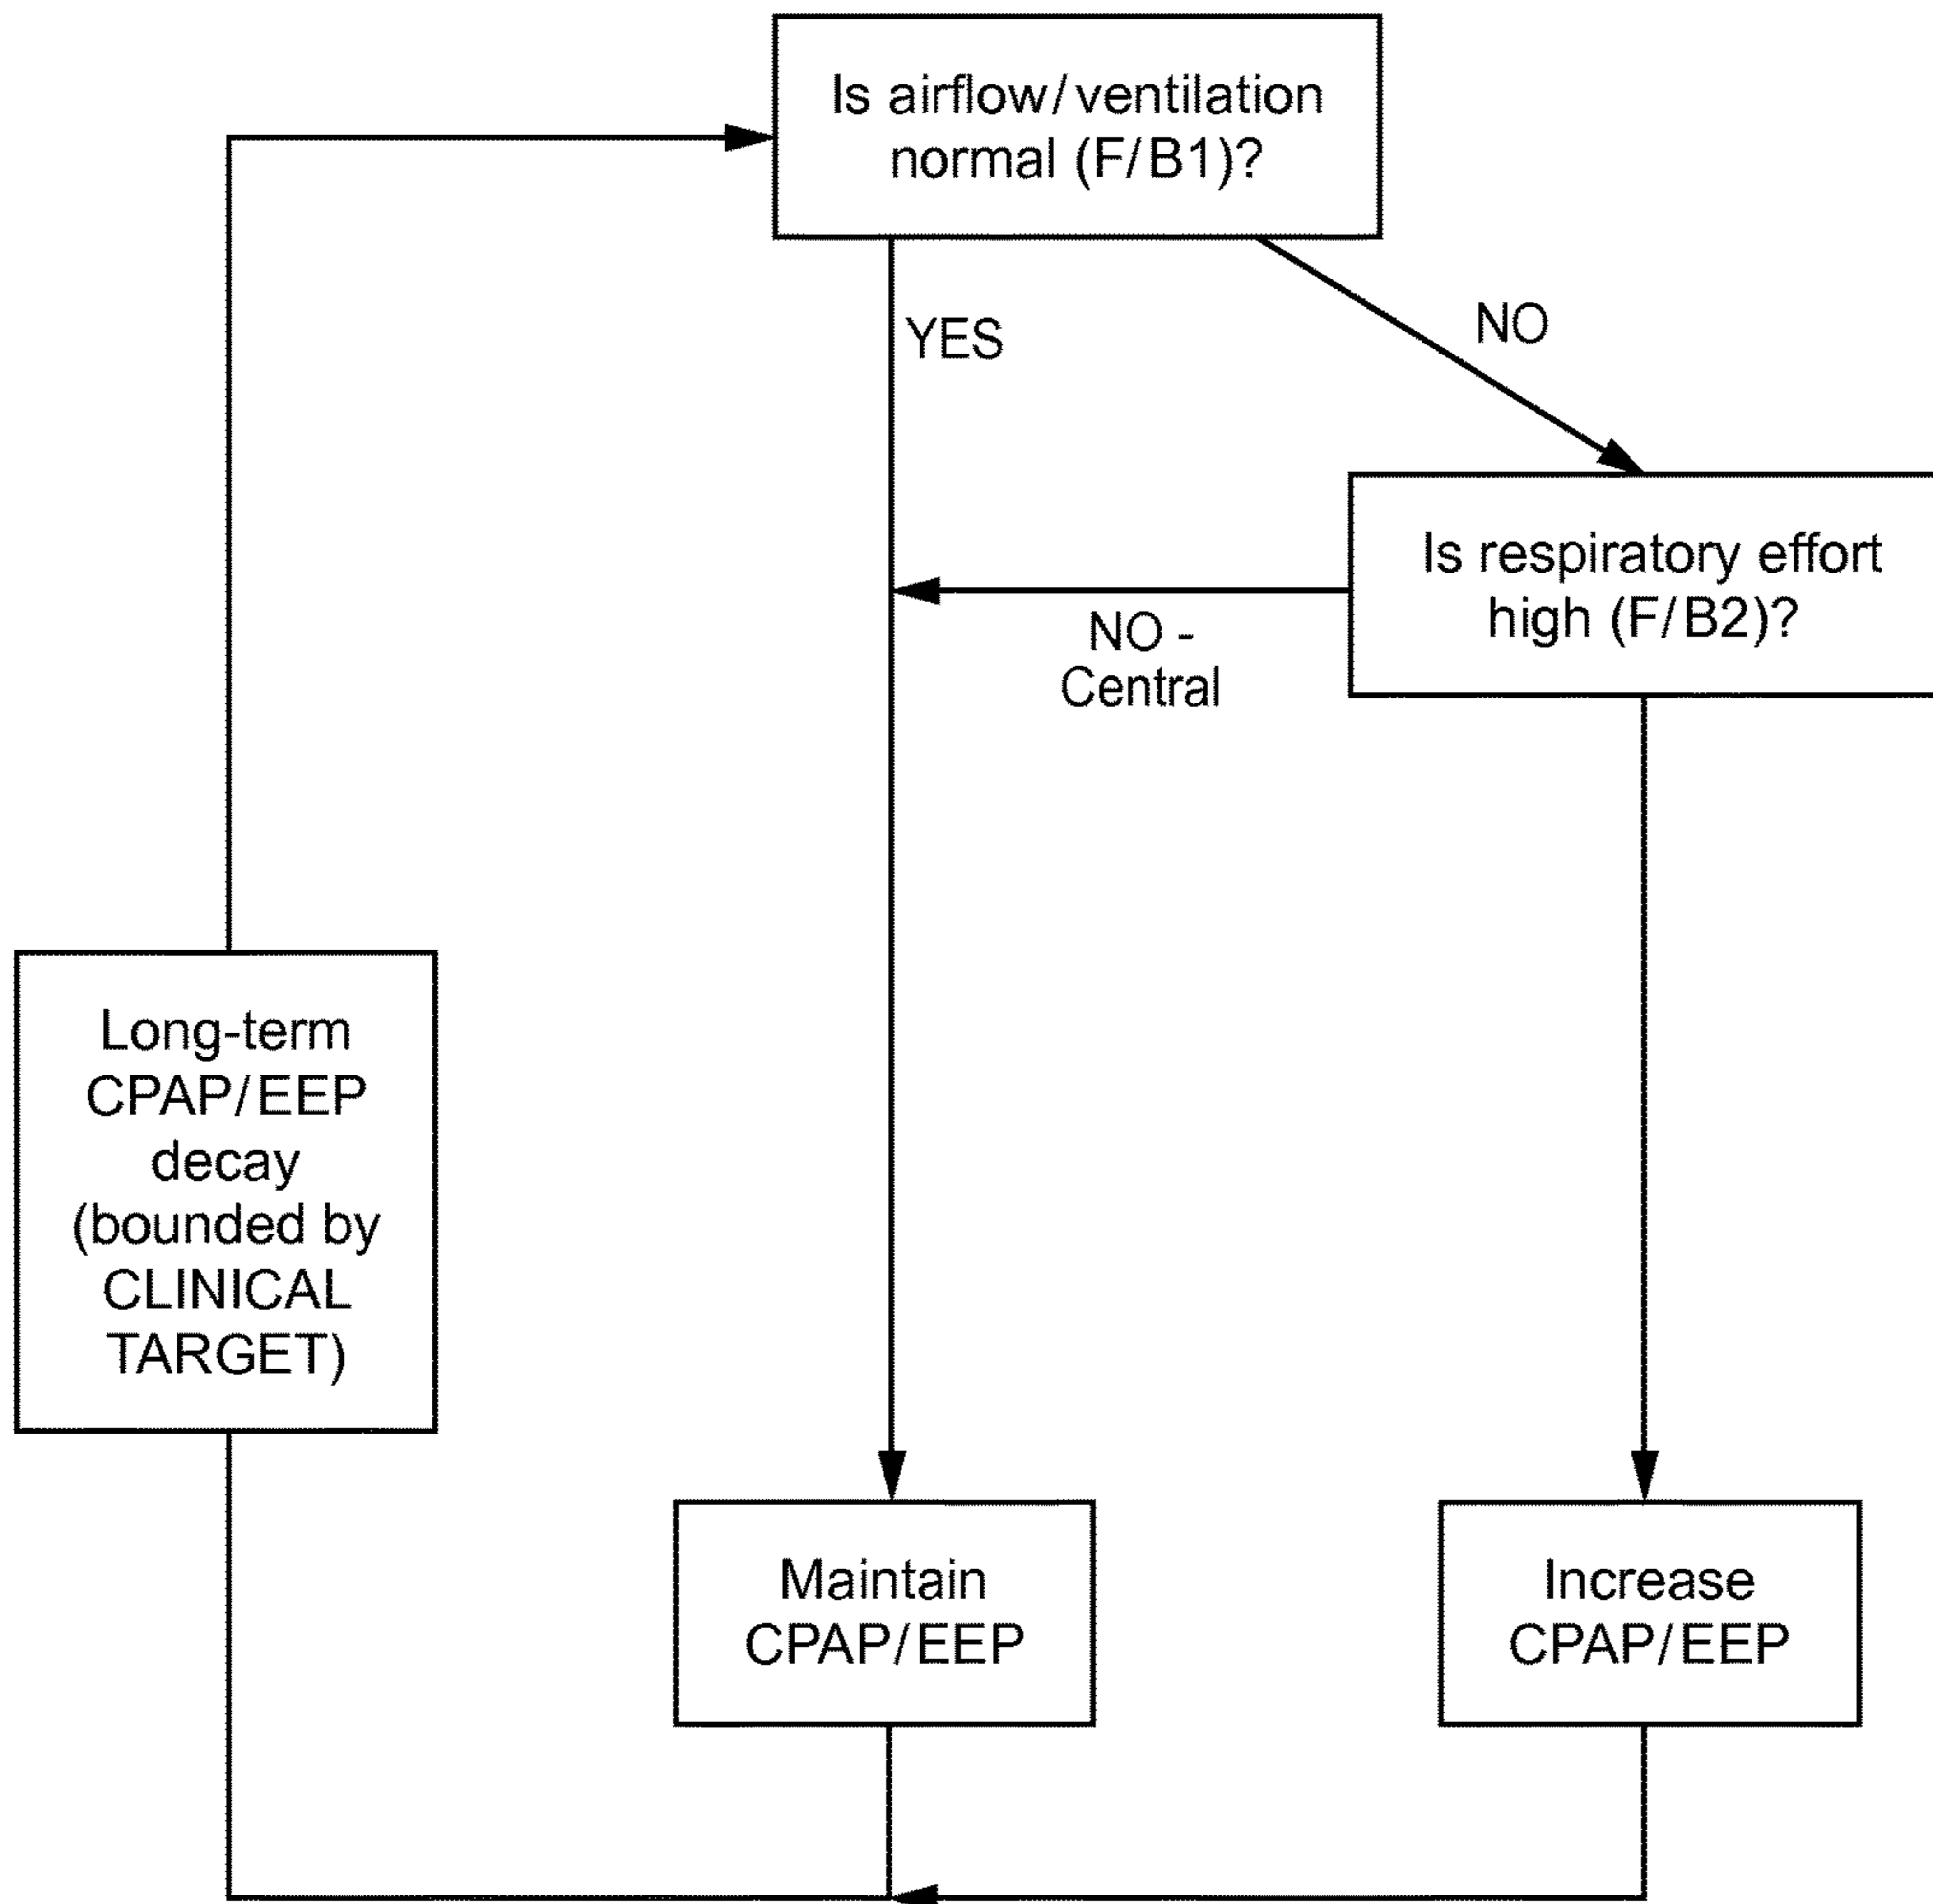 Is airflow/ventilation
normal (F/B1)?
YES
NO
Is respiratory effort
high (F/B2)?
NO -
Central
Long-term
CPAP/EEP
decay
(bounded by
CLINICAL
TARGET)
Maintain
CPAP/EEP
Increase
CPAP/EEP